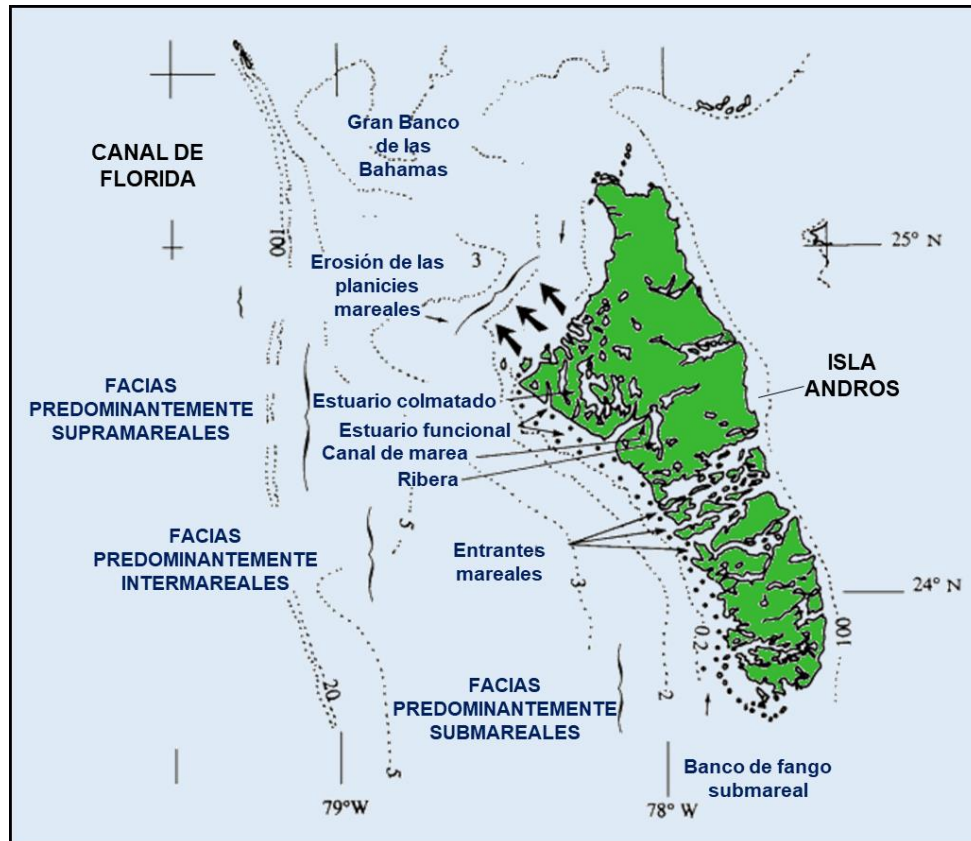 Gran Banco
de las
Bahamas
CANAL DE
FLORIDA
100
25° N
Erosión de las
planicies
mareales
3
ISLA
ANDROS
FACIAS
PREDOMINANTEMENTE
SUPRAMAREALES
Estuario colmatado
Estuario funcional
Canal de marea
Ribera
5
FACIAS
PREDOMINANTEMENTE
INTERMAREALES
Entrantes
mareales
3
24° N
0.2
100
20
2
FACIAS
PREDOMINANTEMENTE
SUBMAREALES
5
Banco de fango
submareal
79°W
78° W